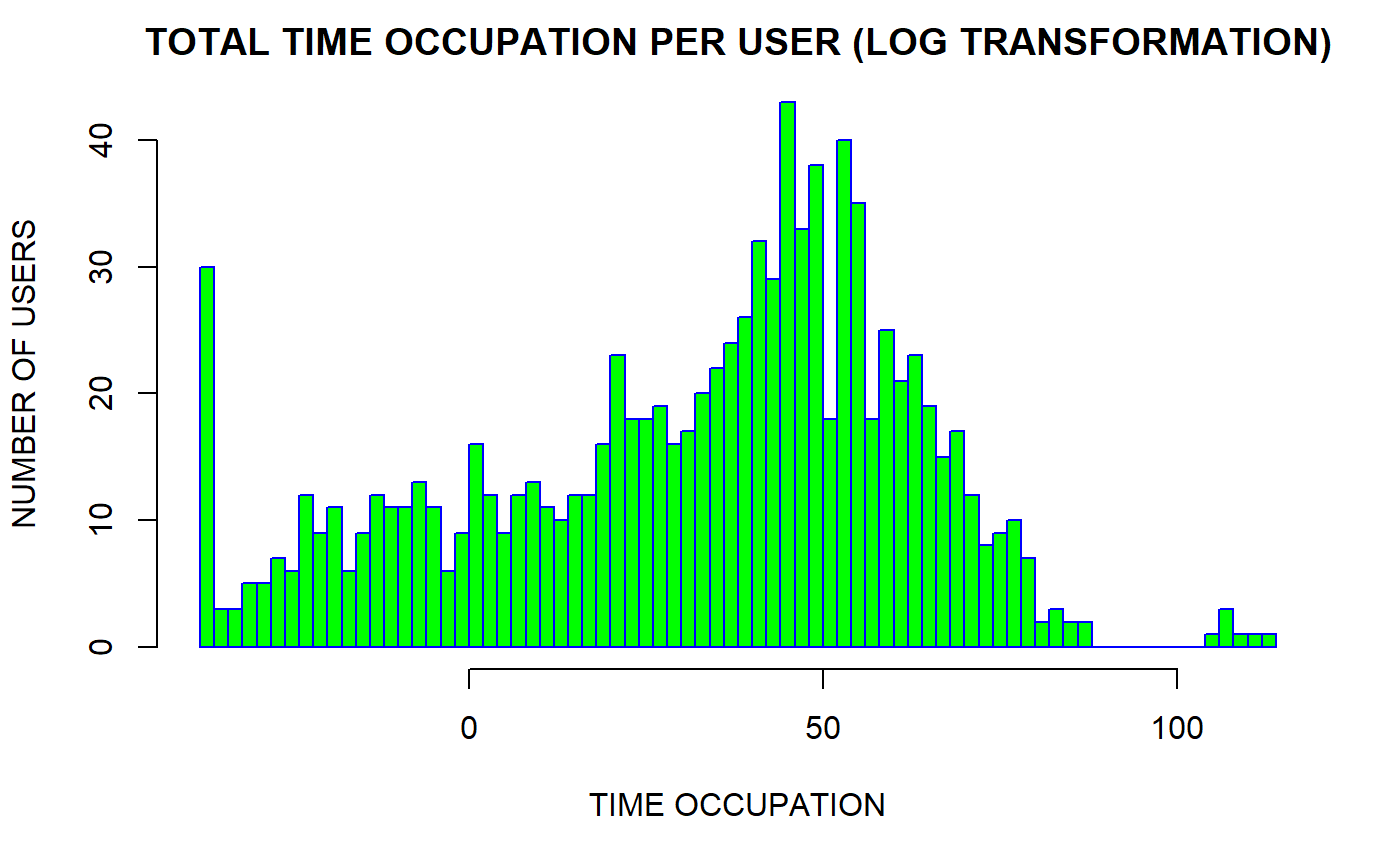 TOTAL TIME OCCUPATION PER USER (LOG TRANSFORMATION)
NUMBER OF USERS
40
30
20
10
0
0 50 100
TIME OCCUPATION